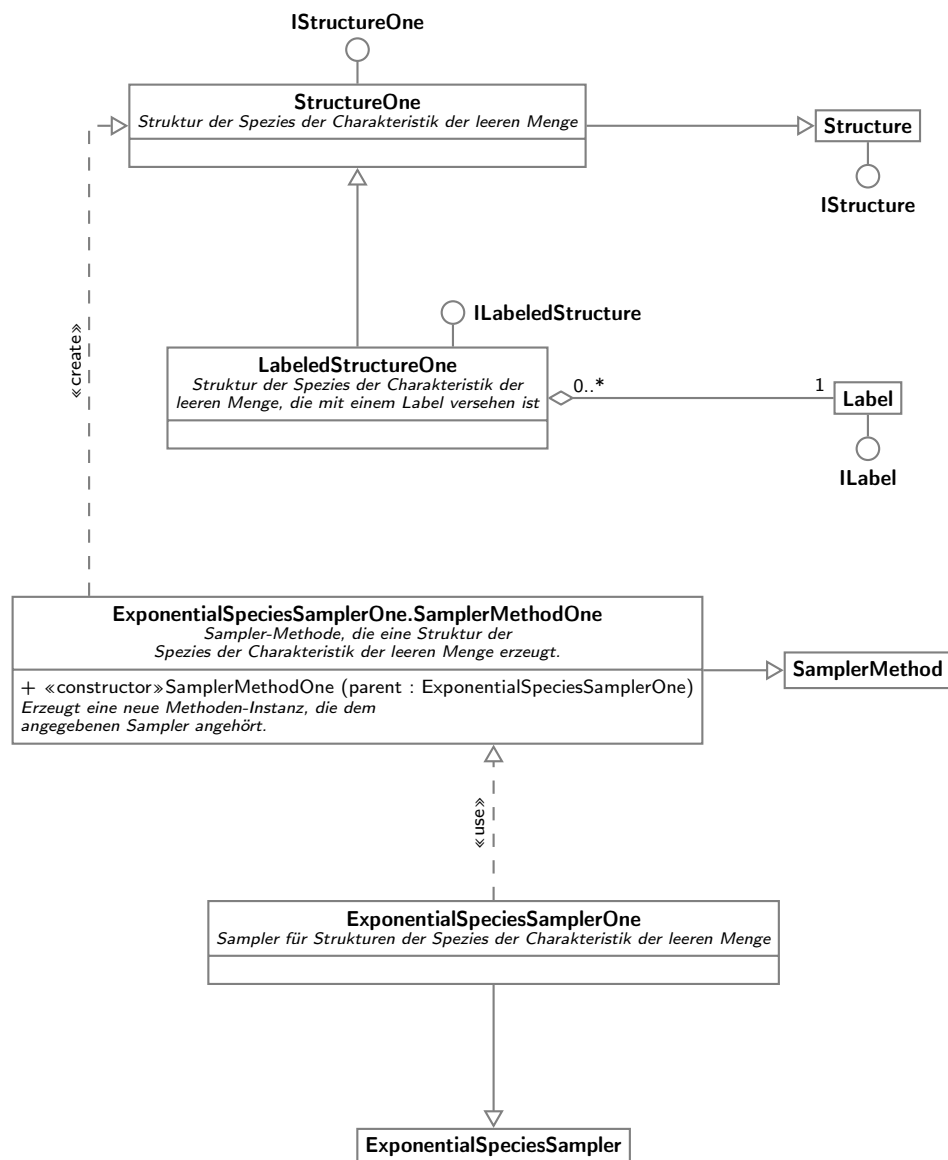 IStructureOne
StructureOne
Struktur der Spezies der Charakteristik der leeren Menge
Structure
IStructure
ILabeledStructure
«create»
LabeledStructureOne
Struktur der Spezies der Charakteristik der
leeren Menge, die mit einem Label versehen ist
0..*
1
Label
ILabel
ExponentialSpeciesSamplerOne.SamplerMethodOne
Sampler-Methode, die eine Struktur der
Spezies der Charakteristik der leeren Menge erzeugt.
SamplerMethod
+ «constructor»SamplerMethodOne (parent : ExponentialSpeciesSamplerOne)
Erzeugt eine neue Methoden-Instanz, die dem
angegebenen Sampler angehört.
«use»
ExponentialSpeciesSamplerOne
Sampler für Strukturen der Spezies der Charakteristik der leeren Menge
ExponentialSpeciesSampler